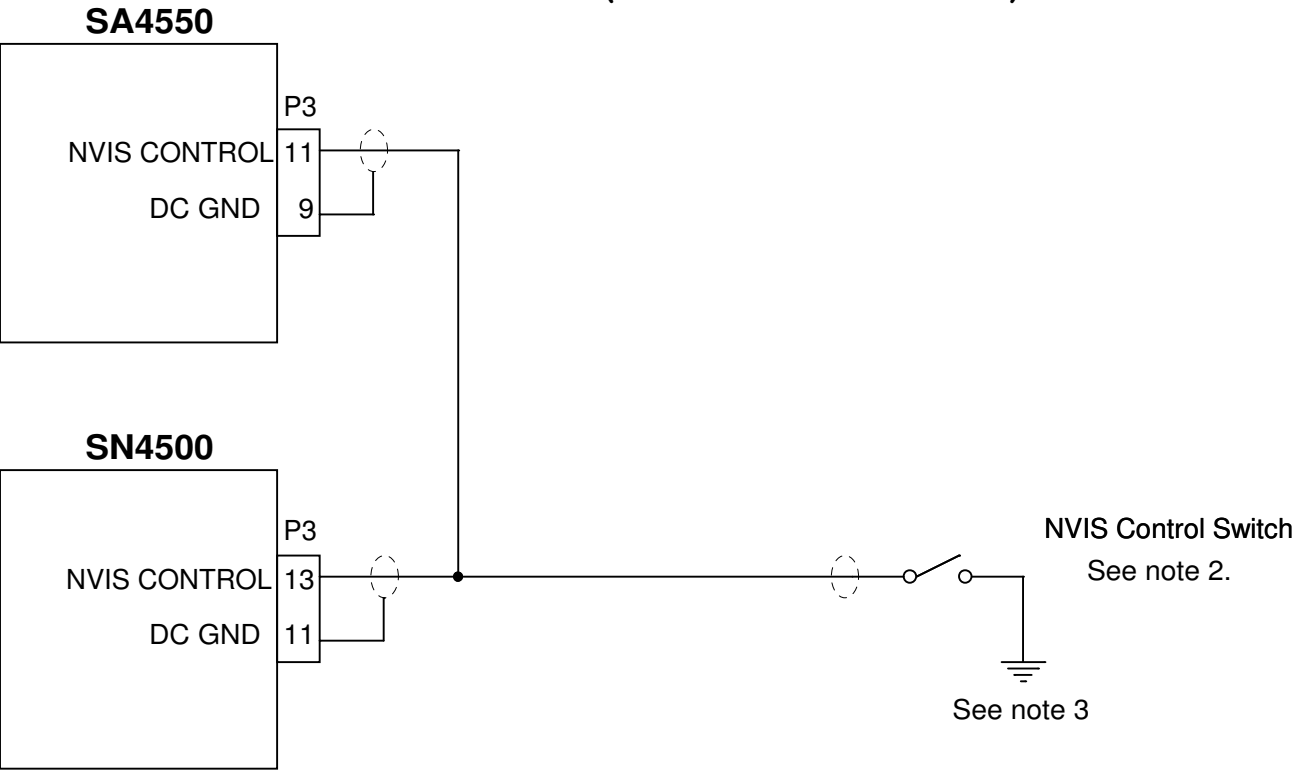 SA4550
P3
NVIS CONTROL 11
DC GND 9
SN4500
P3
NVIS CONTROL 13
DC GND 11
NVIS Control Switch
See note 2.
See note 3